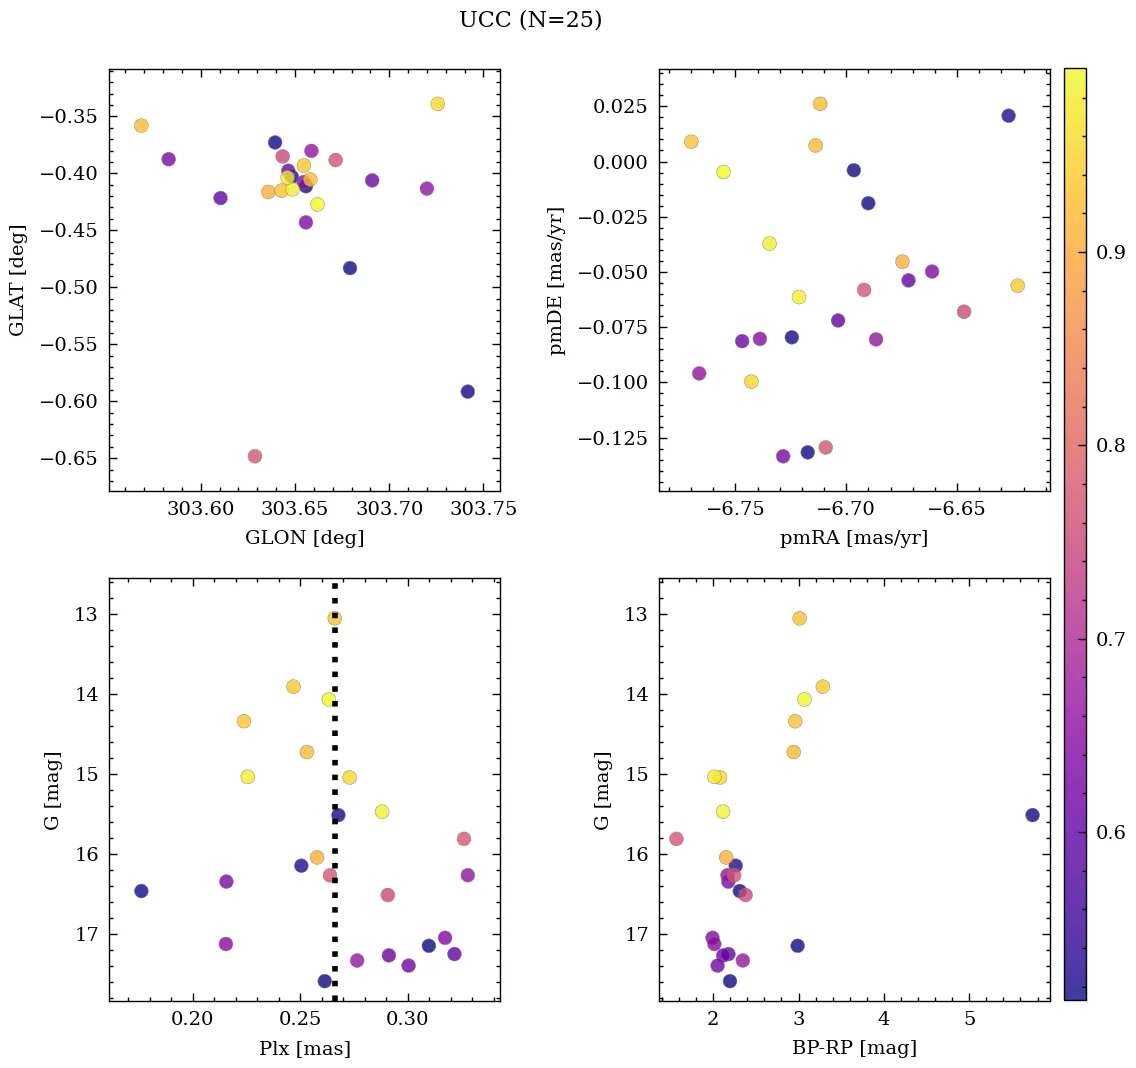 UCC (N=25)
−0.35
−0.40
−0.45
−0.50
−0.55
−0.60
−0.65
GLAT [deg]
303.60 303.66 303.70 303.75
GLON [deg]
0.025
0.000
−0.025
−0.050
−0.075
−0.100
−0.125
pmDE [mas/yr]
−6.75 −6.70 −6.65
pmRA [mas/yr]
13
14
15
16
17
G [mag]
0.20 0.25 0.30
Plx [mas]
13
14
15
16
17
G [mag]
2 3 4 5
BP-RP [mag]
0.9
0.8
0.7
0.6